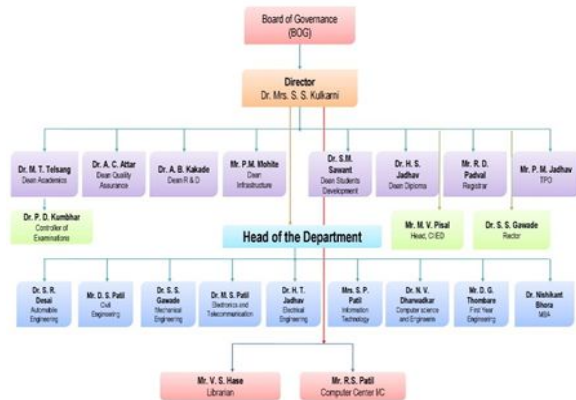 Board of Governance
(BOG)
Director
Dr. Mrs. S. S. Kulkarni
Dr. M. T. Telsang
Dean Academics
Dr. A. C. Attar
Dean Quality
Assurance
Dr. A. B. Kakade
Dean R & D
Mr. P.M. Mohite
Dean
Infrastructure
Dr. S.M.
Sawant
Dean Students
Development
Dr. H. S.
Jadhav
Dean Diploma
Mr. R. D.
Padval
Registrar
Mr. P. M. Jadhav
TPO
Dr. P. D. Kumbhar
Controller of
Examinations
Mr. M. V. Pisal
Head,
Dr. S. S. Gawade
Rector
Head of the Department
Dr. S. R.
Desai
Automobile
Engineering
Mr. D. S. Patil
Civil
Engineering
Dr. S. S.
Gawade
Mechanical
Engineering
Dr. M. S. Patil
Electronics and
Telecommunication
Dr. H. T.
Jadhav
Electrical
Engineering
Mrs. S. P.
Patil
Information
Technology
Dr. N. V.
Dharwadkar
Computer science
and
Mr. D. G.
Thombare
First Year
Engineering
Dr. Nishikant
Bhora
MBA
Mr. V. S. Hase
Librarian
Mr. R.S. Patil
Computer Center I/C